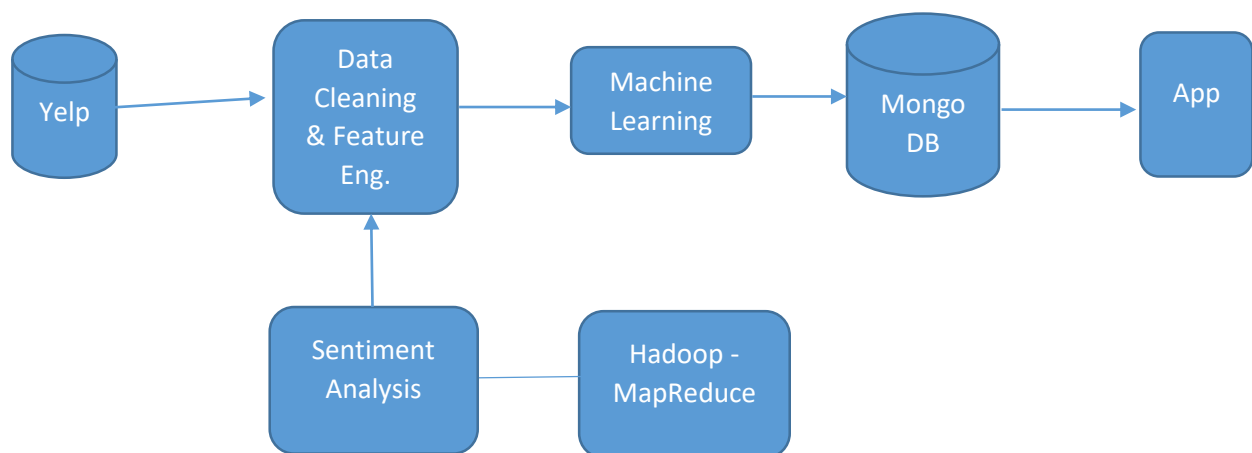 Yelp
Data
Cleaning
& Feature
Eng.
Machine
Learning
Mongo
DB
App
Sentiment
Analysis
Hadoop -
MapReduce